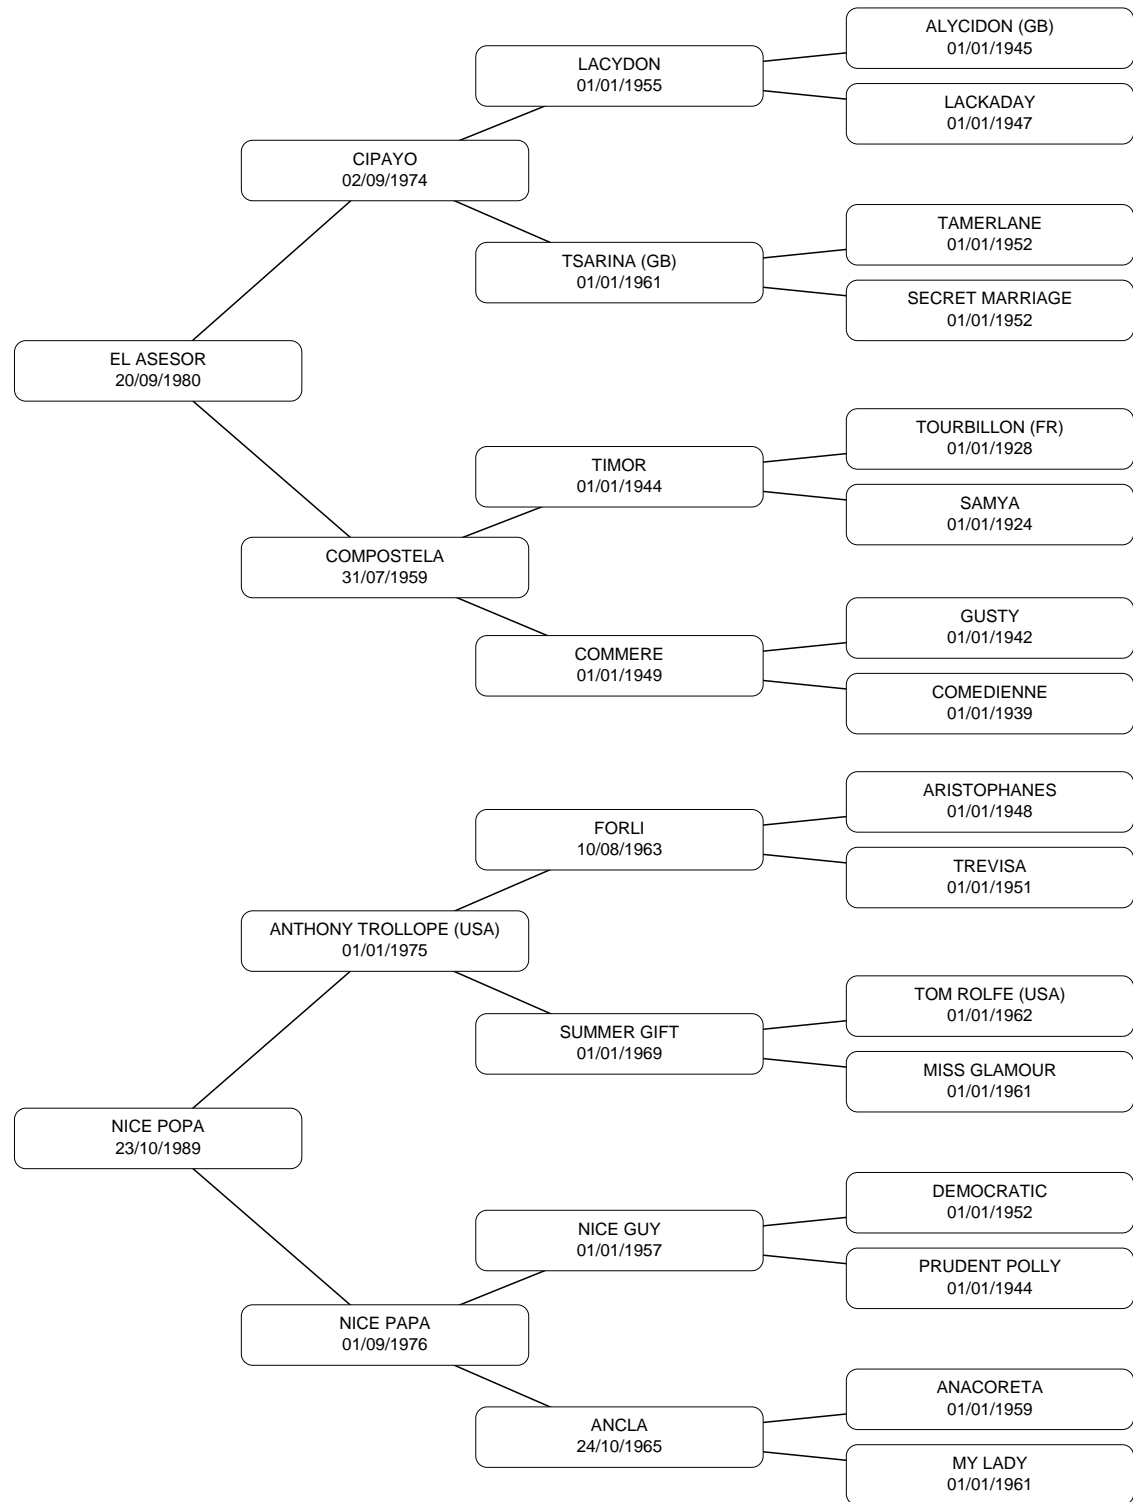 ALYCIDON (GB)
01/01/1945
LACYDON
01/01/1955
LACKADAY
01/01/1947
CIPAYO
02/09/1974
TAMERLANE
01/01/1952
TSARINA (GB)
01/01/1961
SECRET MARRIAGE
01/01/1952
EL ASESOR
20/09/1980
TOURBILLON (FR)
01/01/1928
TIMOR
01/01/1944
SAMYA
01/01/1924
COMPOSTELA
31/07/1959
GUSTY
01/01/1942
COMMERE
01/01/1949
COMEDIENNE
01/01/1939
ARISTOPHANES
01/01/1948
FORLI
10/08/1963
TREVISA
01/01/1951
ANTHONY TROLLOPE (USA)
01/01/1975
TOM ROLFE (USA)
01/01/1962
SUMMER GIFT
01/01/1969
MISS GLAMOUR
01/01/1961
NICE POPA
23/10/1989
DEMOCRATIC
01/01/1952
NICE GUY
01/01/1957
PRUDENT POLLY
01/01/1944
NICE PAPA
01/09/1976
ANACORETA
01/01/1959
ANCLA
24/10/1965
MY LADY
01/01/1961